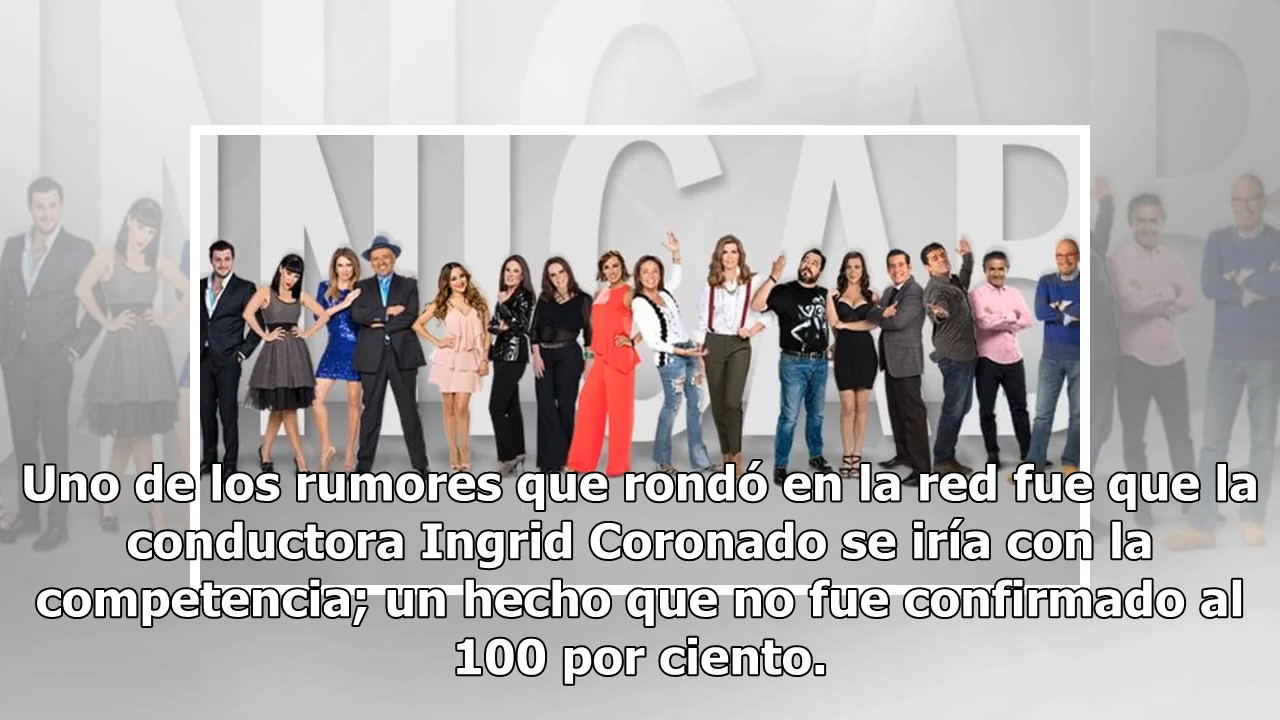 NICAB
Uno de los rumores que rondó en la red fue que la
conductora Ingrid Coronado se iría con la
competencia; un hecho que no fue confirmado al
100 por ciento.